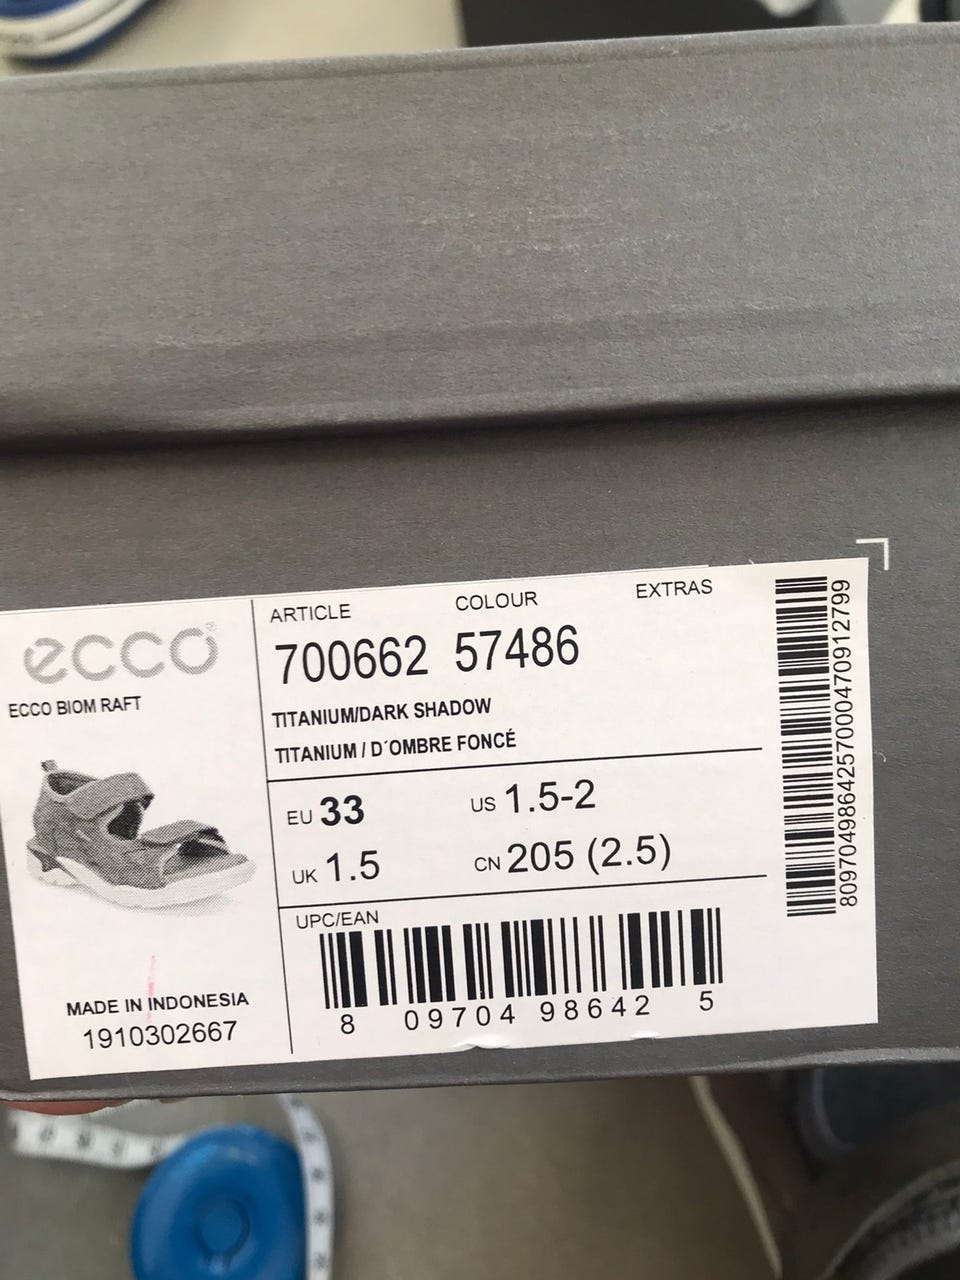 ecco®
ECCO BIOM RAFT
MADE IN INDONESIA
1910302667
ARTICLE COLOUR EXTRAS
700662 57486
TITANIUM/DARK SHADOW
TITANIUM / D´OMBRE FONCÉ
EU 33 US 1.5-2
UK 1.5 CN 205 (2.5)
UPC/EAN
8 09704 98642 5
809704986425700047​0912799